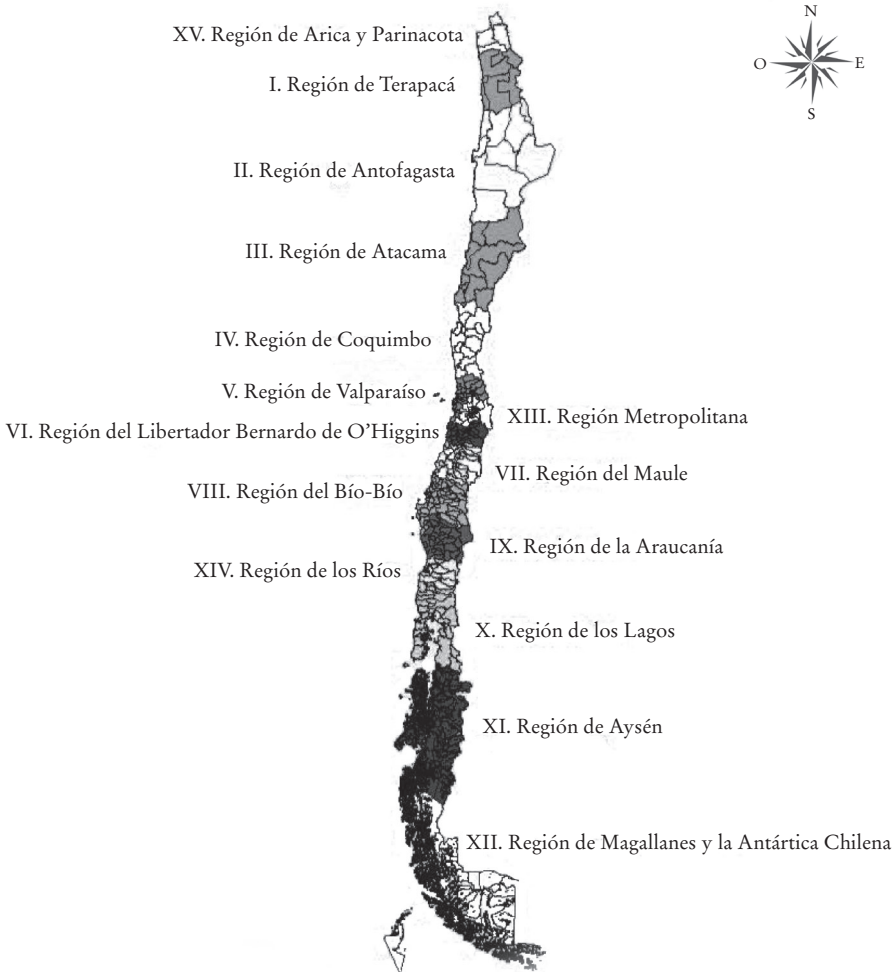 N
XV. Región de Arica y Parinacota
O
E
I. Región de Terapacá
S
II. Región de Antofagasta
III. Región de Atacama
IV. Región de Coquimbo
V. Región de Valparaíso
XIII. Región Metropolitana
VI. Región del Libertador Bernardo de O’Higgins
VII. Región del Maule
VIII. Región del Bío-Bío
IX. Región de la Araucanía
XIV. Región de los Ríos
X. Región de los Lagos
XI. Región de Aysén
XII. Región de Magallanes y la Antártica Chilena